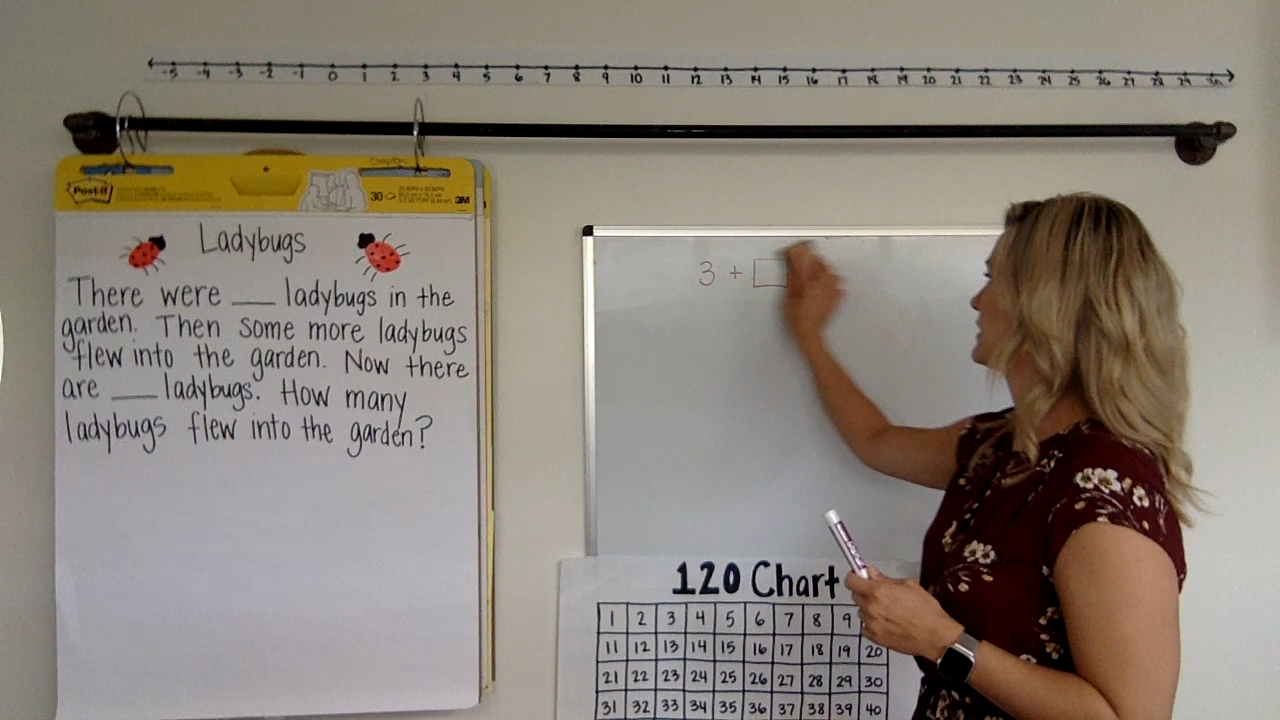 -5 -4 -3 -2 -1 0 1 2 3 4 5 6 7 8 9 10 11 12 13 14 15 16 17 18 19 20 21 22 23 24 25 26 27 28 29 30
Post-it
30
3M
Ladybugs
There were ___ ladybugs in the
garden. Then some more ladybugs
flew into the garden. Now there
are ___ ladybugs. How many
ladybugs flew into the garden?
3 + □
120 Chart
1 2 3 4 5 6 7 8 9
11 12 13 14 15 16 17 18 19 20
21 22 23 24 25 26 27 28 29 30
31 32 33 34 35 36 37 38 39 40